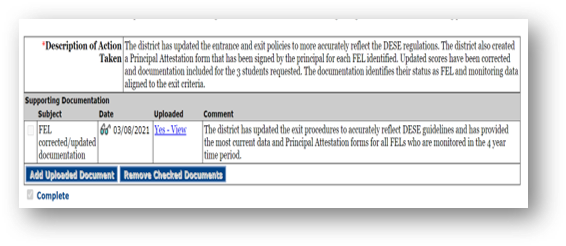 *Description of Action Taken The district has updated the entrance and exit policies to more accurately reflect the DESE regulations. The district also created
a Principal Attestation form that has been signed by the principal for each FEL identified. Updated scores have been corrected
and documentation included for the 3 students requested. The documentation identifies their status as FEL and monitoring data
aligned to the exit criteria.
Supporting Documentation
Subject Date Uploaded Comment
FEL corrected/updated documentation 03/08/2021 Yes - View The district has updated the exit procedures to accurately reflect DESE guidelines and has provided
the most current data and Principal Attestation forms for all FELs who are monitored in the 4 year
time period.
Add Uploaded Document Remove Checked Documents
Complete